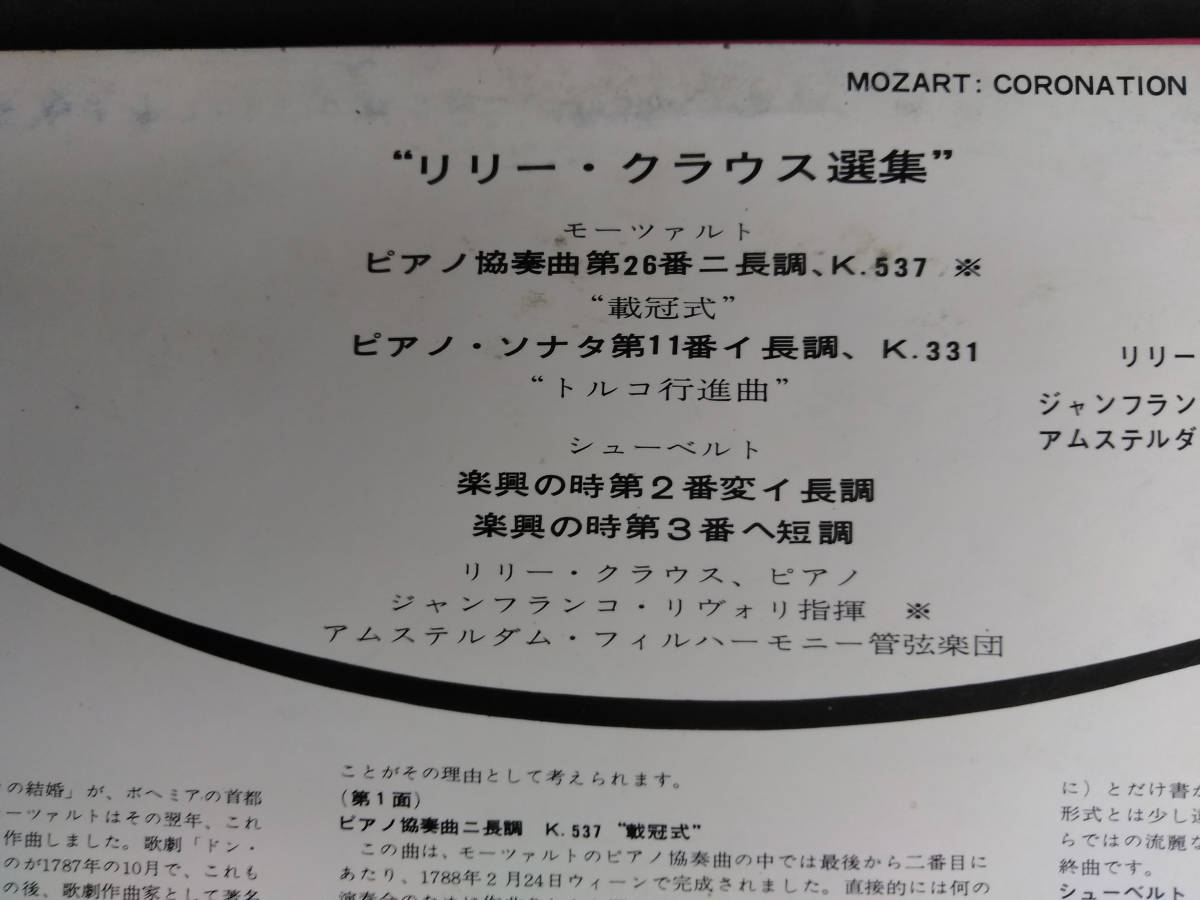 MOZART: CORONATION
“リリー・クラウス選集”
モーツァルト
ピアノ協奏曲第26番ニ長調、K.537 ※
“載冠式”
ピアノ・ソナタ第11番イ長調、K.331
“トルコ行進曲”
シューベルト
楽興の時第2番変イ長調
楽興の時第3番ヘ短調
リリー・クラウス、ピアノ
ジャンフランコ・リヴォリ指揮 ※
アムステルダム・フィルハーモニー管弦楽団
リリー
ジャンフラン
アムステルダ
の結婚」が、ボヘミアの首都
ーツァルトはその翌年、これ
作曲しました。歌劇「ドン・
のが1787年の10月で、これも
の後、歌劇作曲家として著名
ことがその理由として考えられます。
(第1面)
ピアノ協奏曲ニ長調 K.537 “載冠式”
この曲は、モーツァルトのピアノ協奏曲の中では最後から二番目に
あたり、1788年2月24日ウィーンで完成されました。直接的には何の
に）とだけ書か
形式とは少し違
らではの流麗な
終曲です。
シューベルト